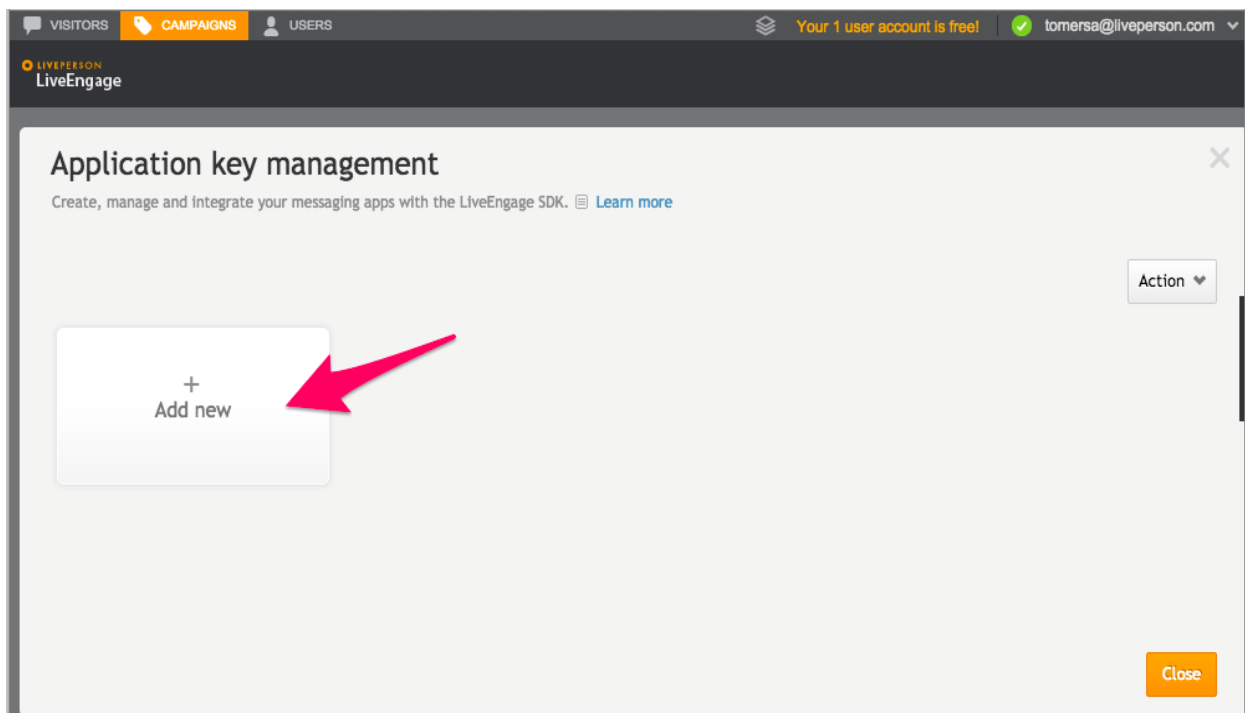 VISITORS CAMPAIGNS USERS Your 1 user account is free! tomersa@liveperson.com
LIVEPERSON
LiveEngage
Application key management
Create, manage and integrate your messaging apps with the LiveEngage SDK. Learn more
Action
+
Add new
Close